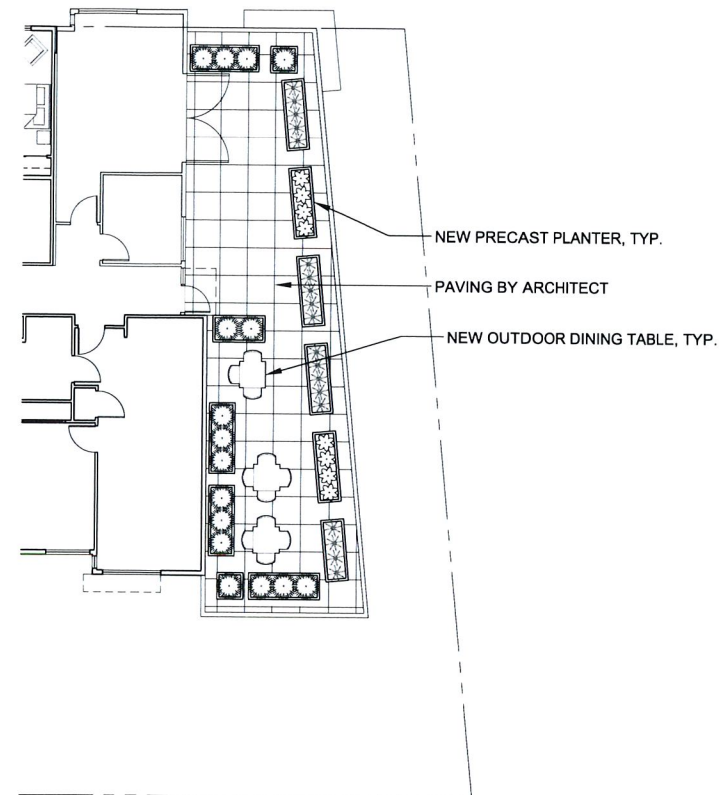 NEW PRECAST PLANTER, TYP.
PAVING BY ARCHITECT
NEW OUTDOOR DINING TABLE, TYP.